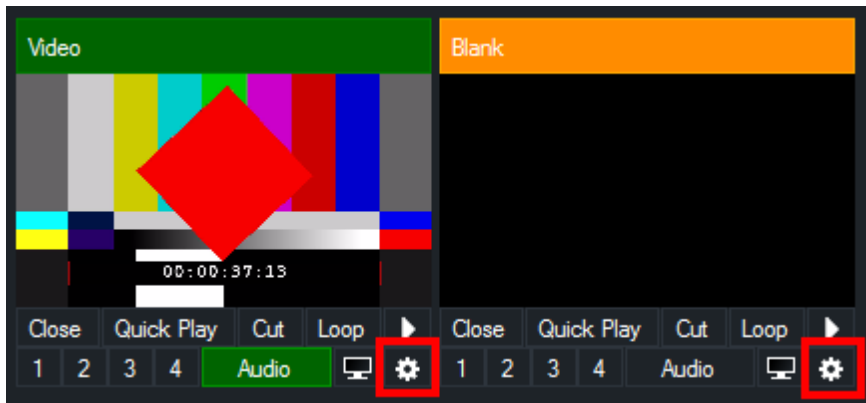 Video
Blank
00:00:37:13
Close Quick Play Cut Loop Close Quick Play Cut Loop
1 2 3 4 Audio 1 2 3 4 Audio